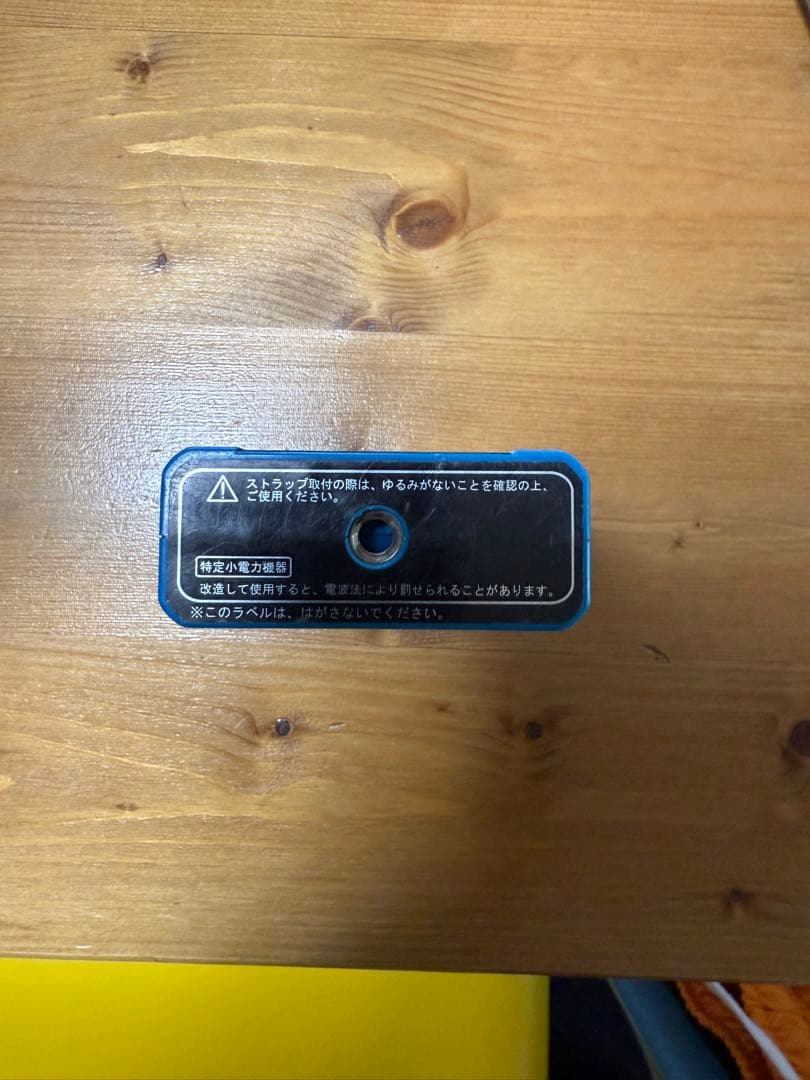 ストラップ取付の際は、ゆるみがないことを確認の上、
ご使用ください。
特定小電力機器
改造して使用すると、電波法により罰せられることがあります。
※このラベルは、はがさないでください。